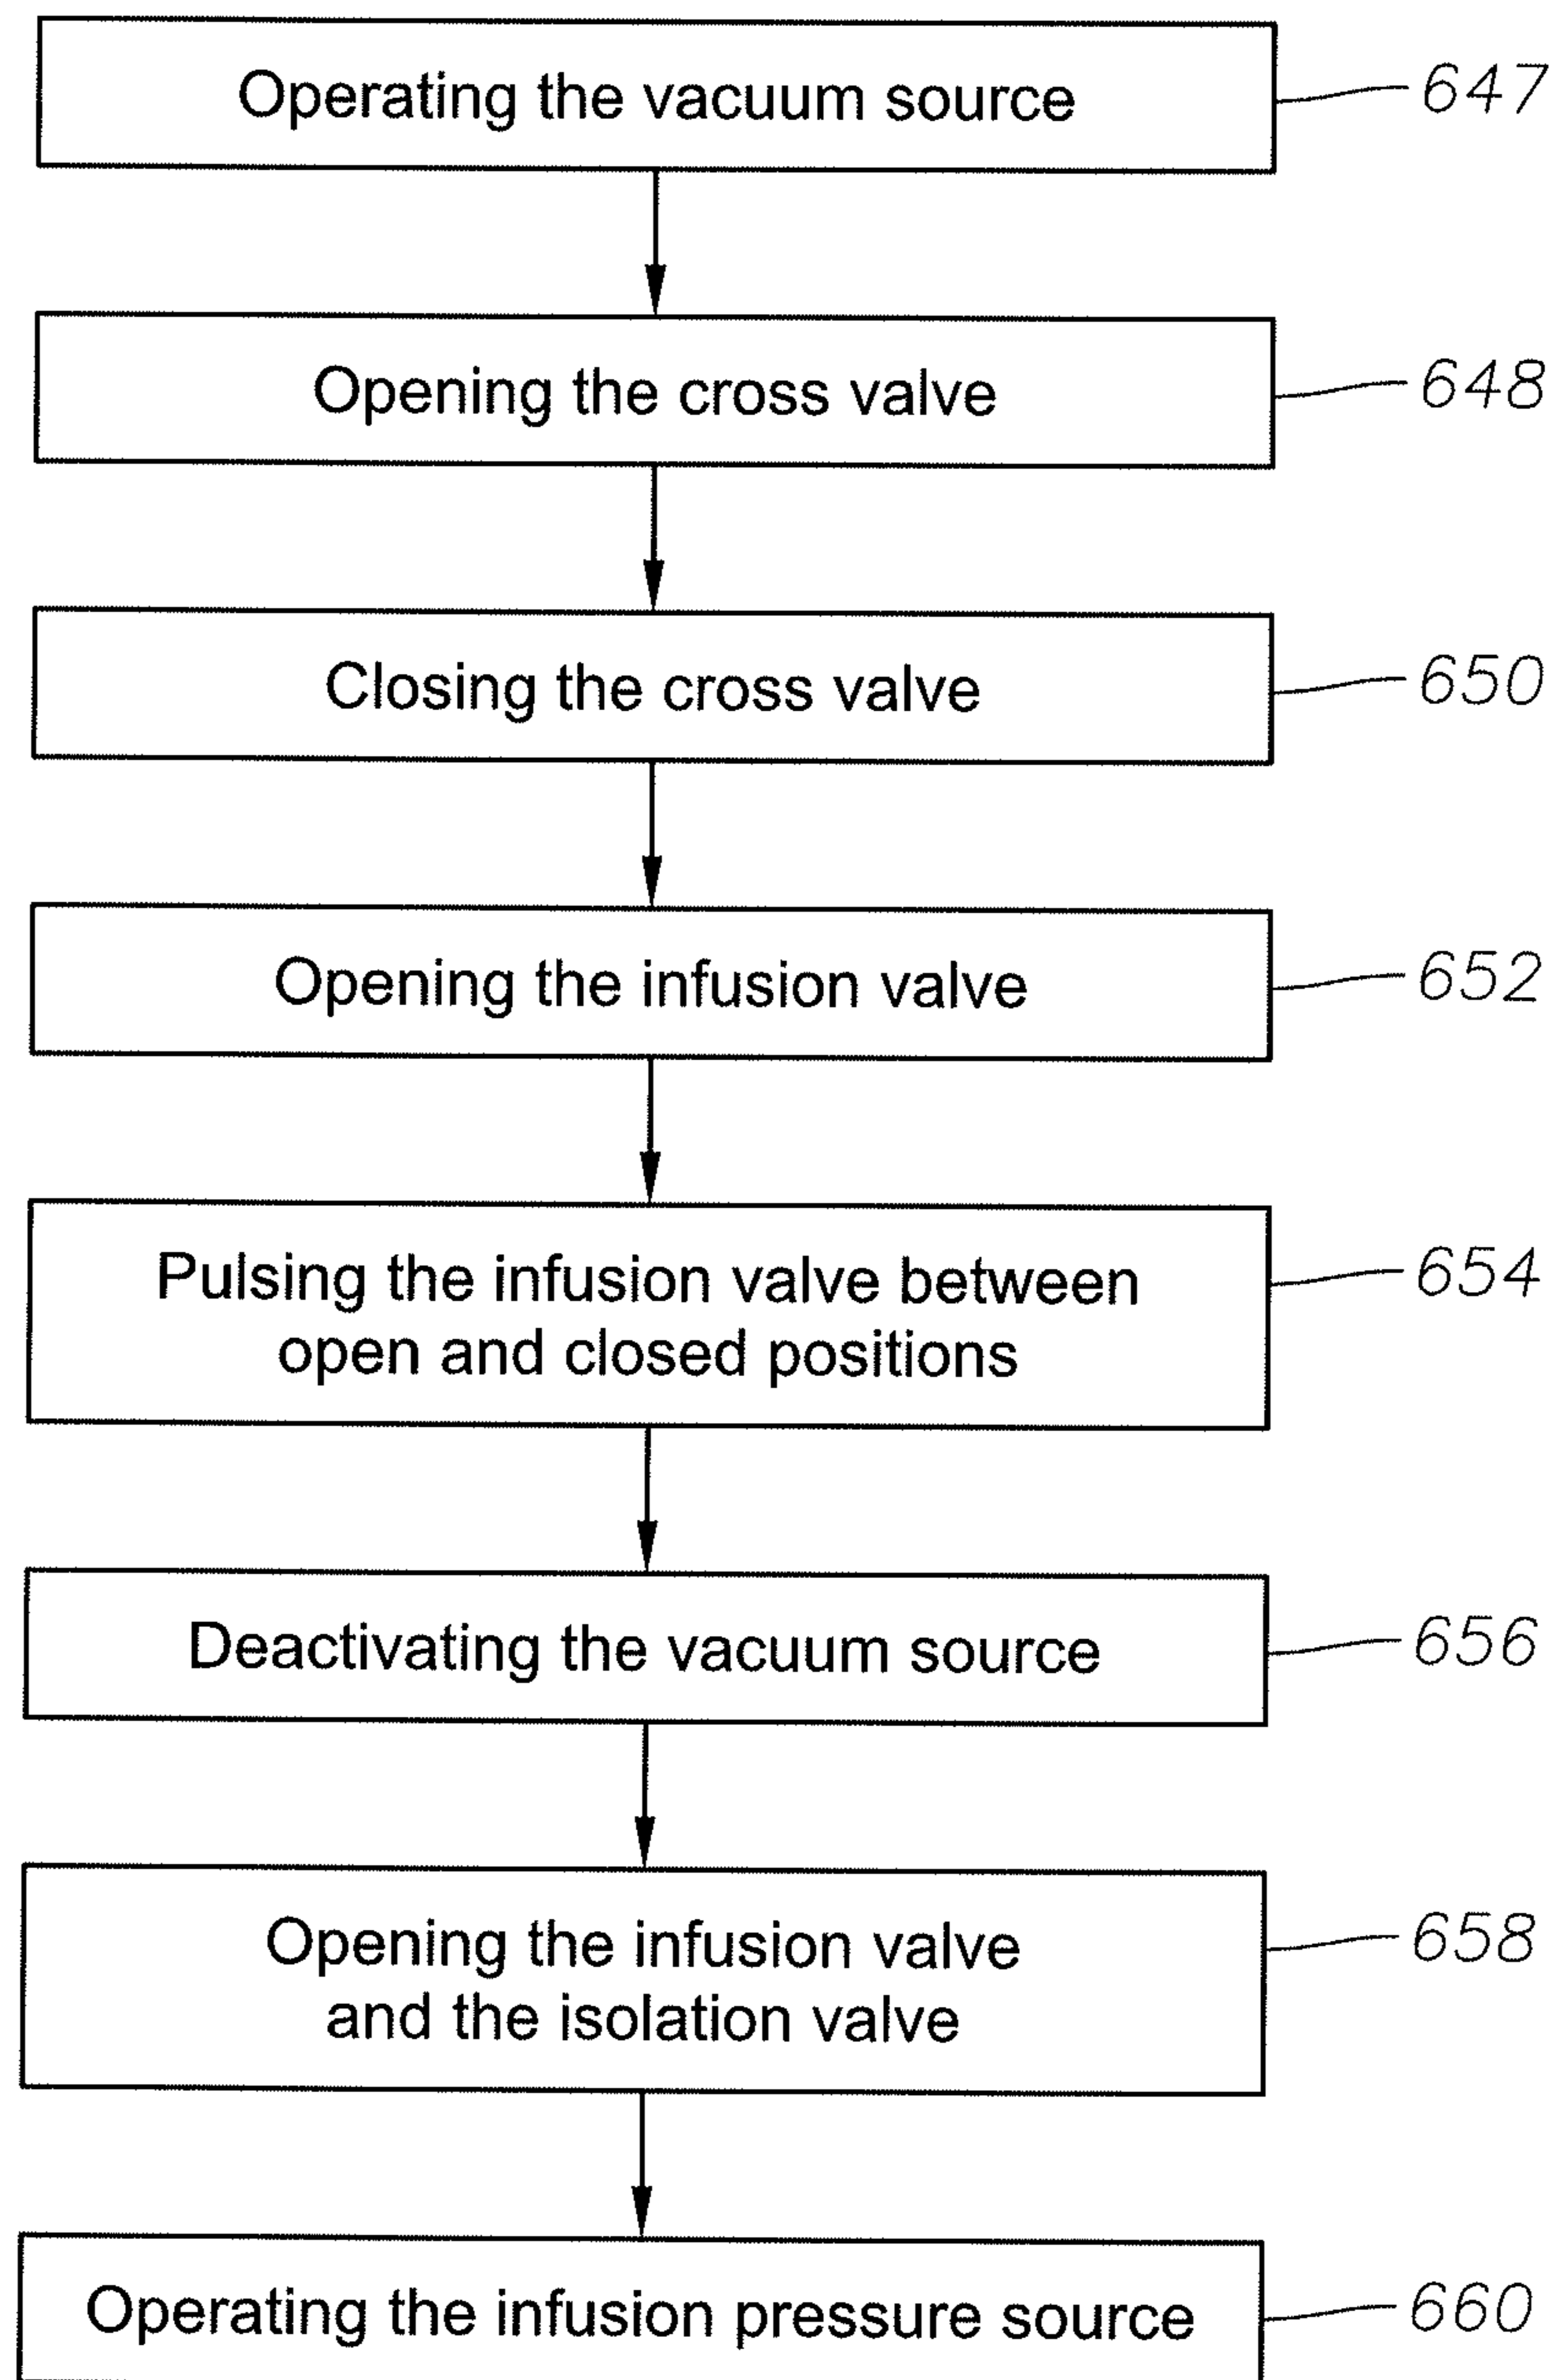 Operating the vacuum source
647
Opening the cross valve
648
Closing the cross valve
650
Opening the infusion valve
652
Pulsing the infusion valve between
open and closed positions
654
Deactivating the vacuum source
656
Opening the infusion valve
and the isolation valve
658
Operating the infusion pressure source
660